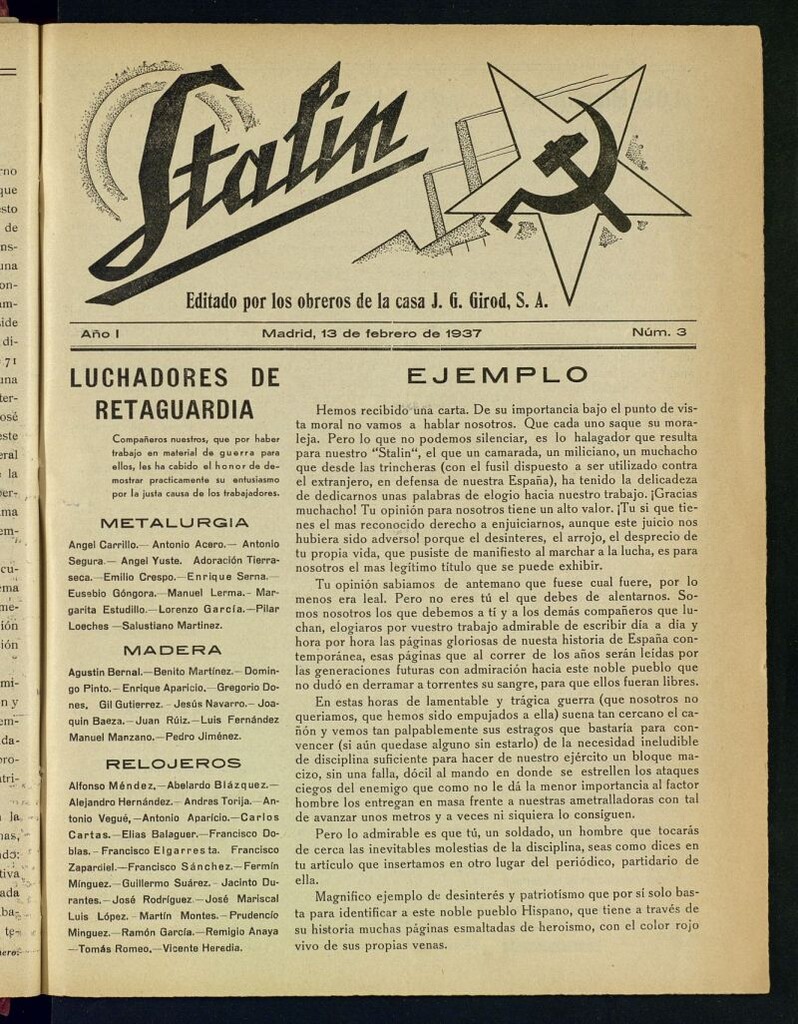 Stalin
Editado por los obreros de la casa J. G. Girod, S. A.
Año I Madrid, 13 de febrero de 1937 Núm. 3
LUCHADORES DE
RETAGUARDIA
Compañeros nuestros, que por haber
trabajo en material de guerra para
ellos, les ha cabido el honor de de-
mostrar practicamente su entusiasmo
por la justa causa de los trabajadores.
METALURGIA
Angel Carrillo.—Antonio Acero.—Antonio
Segura.—Angel Yuste. Adoración Tierra-
seca.—Emilio Crespo.—Enrique Serna.—
Eusebio Góngora.—Manuel Lerma.—Mar-
garita Estudillo.—Lorenzo García.—Pilar
Loeches—Salustiano Martinez.
MADERA
Agustin Bernal.—Benito Martínez.—Domin-
go Pinto.—Enrique Aparicio.—Gregorio Do-
nes. Gil Gutierrez.—Jesús Navarro.—Joa-
quin Baeza.—Juan Rúiz.—Luis Fernández
Manuel Manzano.—Pedro Jiménez.
RELOJEROS
Alfonso Méndez.—Abelardo Blázquez.—
Alejandro Hernández.—Andres Torija.—An-
tonio Vegué.—Antonio Aparicio.—Carlos
Cartas.—Elias Balaguer.—Francisco Do-
blas.—Francisco Elgarresta. Francisco
Zapardiel.—Francisco Sánchez.—Fermín
Mínguez.—Guillermo Suárez.—Jacinto Du-
rantes.—José Rodríguez—José Mariscal
Luis López.—Martín Montes.—Prudencío
Minguez.—Ramón García.—Remigio Anaya
—Tomás Romeo.—Vicente Heredia.
EJEMPLO
Hemos recibido una carta. De su importancia bajo el punto de vis-
ta moral no vamos a hablar nosotros. Que cada uno saque su mora-
leja. Pero lo que no podemos silenciar, es lo halagador que resulta
para nuestro "Stalin", el que un camarada, un miliciano, un muchacho
que desde las trincheras (con el fusil dispuesto a ser utilizado contra
el extranjero, en defensa de nuestra España), ha tenido la delicadeza
de dedicarnos unas palabras de elogio hacia nuestro trabajo. ¡Gracias
muchacho! Tu opinión para nosotros tiene un alto valor. ¡Tu si que tie-
nes el mas reconocido derecho a enjuiciarnos, aunque este juicio nos
hubiera sido adverso! porque el desinteres, el arrojo, el desprecio de
tu propia vida, que pusiste de manifiesto al marchar a la lucha, es para
nosotros el mas legítimo título que se puede exhibir.
Tu opinión sabiamos de antemano que fuese cual fuere, por lo
menos era leal. Pero no eres tú el que debes de alentarnos. So-
mos nosotros los que debemos a tí y a los demás compañeros que lu-
chan, elogiaros por vuestro trabajo admirable de escribir día a día y
hora por hora las páginas gloriosas de nuesta historia de España con-
temporánea, esas páginas que al correr de los años serán leidas por
las generaciones futuras con admiración hacia este noble pueblo que
no dudó en derramar a torrentes su sangre, para que ellos fueran libres.
En estas horas de lamentable y trágica guerra (que nosotros no
queriamos, que hemos sido empujados a ella) suena tan cercano el ca-
ñón y vemos tan palpablemente sus estragos que bastaría para con-
vencer (si aún quedase alguno sin estarlo) de la necesidad ineludible
de disciplina suficiente para hacer de nuestro ejército un bloque ma-
cizo, sin una falla, dócil al mando en donde se estrellen los ataques
ciegos del enemigo que como no le dá la menor importancia al factor
hombre los entregan en masa frente a nuestras ametralladoras con tal
de avanzar unos metros y a veces ni siquiera lo consiguen.
Pero lo admirable es que tú, un soldado, un hombre que tocarás
de cerca las inevitables molestias de la disciplina, seas como dices en
tu articulo que insertamos en otro lugar del periódico, partidario de
ella.
Magnifico ejemplo de desinterés y patriotísmo que por sí solo bas-
ta para identificar a este noble pueblo Hispano, que tiene a través de
su historia muchas páginas esmaltadas de heroismo, con el color rojo
vivo de sus propias venas.